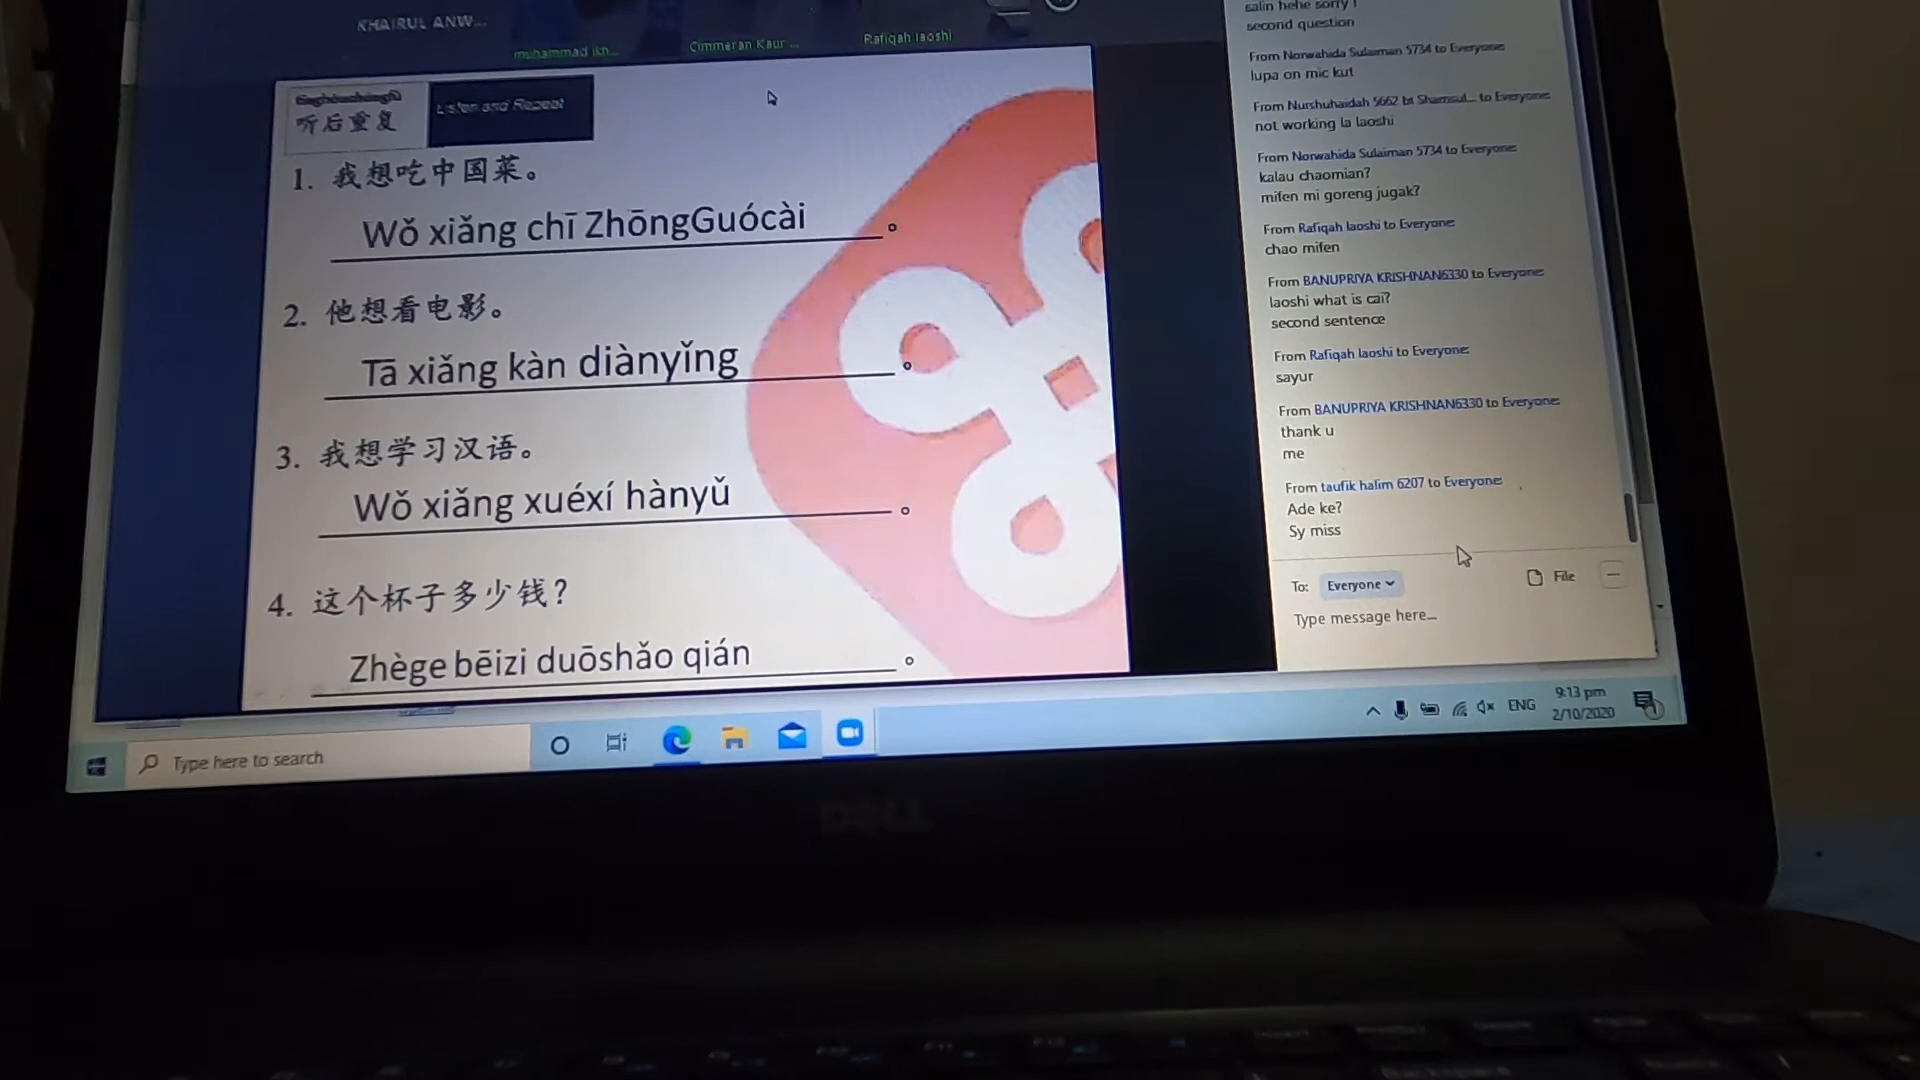 KHAIRUL ANW...
muhammad ikh...
Cimmeran Kaur ...
Rafiqah laoshi
听后重复
Listen and Repeat
1. 我想吃中国菜。
Wǒ xiǎng chī ZhōngGuócài 。
2. 他想看电影。
Tā xiǎng kàn diànyǐng 。
3. 我想学习汉语。
Wǒ xiǎng xuéxí hànyǔ 。
4. 这个杯子多少钱?
Zhège bēizi duōshǎo qián 。
salin hehe sorry !
second question
From Norwahida Sulaiman 5734 to Everyone:
lupa on mic kut
From Nurshuhaidah 5662 bt Shamsul... to Everyone:
not working la laoshi
From Norwahida Sulaiman 5734 to Everyone:
kalau chaomian?
mifen mi goreng jugak?
From Rafiqah laoshi to Everyone:
chao mifen
From BANUPRIYA KRISHNAN6330 to Everyone:
laoshi what is cai?
second sentence
From Rafiqah laoshi to Everyone:
sayur
From BANUPRIYA KRISHNAN6330 to Everyone:
thank u
me
From taufik halim 6207 to Everyone:
Ade ke?
Sy miss
To: Everyone
File
Type message here...
Type here to search
ENG
9:13 pm
2/10/2020
DELL